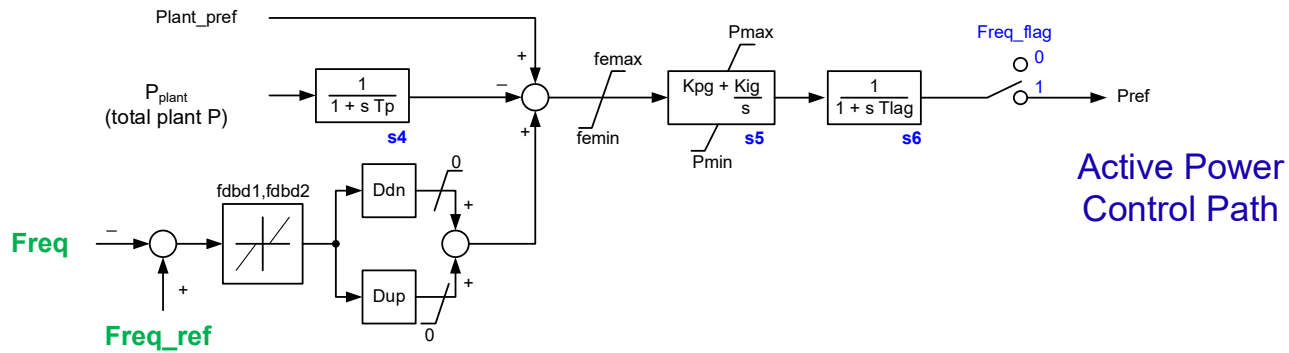 Plant_pref
+
Pplant
(total plant P)
1
1 + s Tp
s4
–
+
femax
femin
Pmax
Kpg + Kig
s
Pmin
s5
1
1 + s Tlag
s6
Freq_flag
0
1
Pref
Active Power
Control Path
fdbd1,fdbd2
Ddn
0
+
Dup
0
+
Freq
–
+
Freq_ref